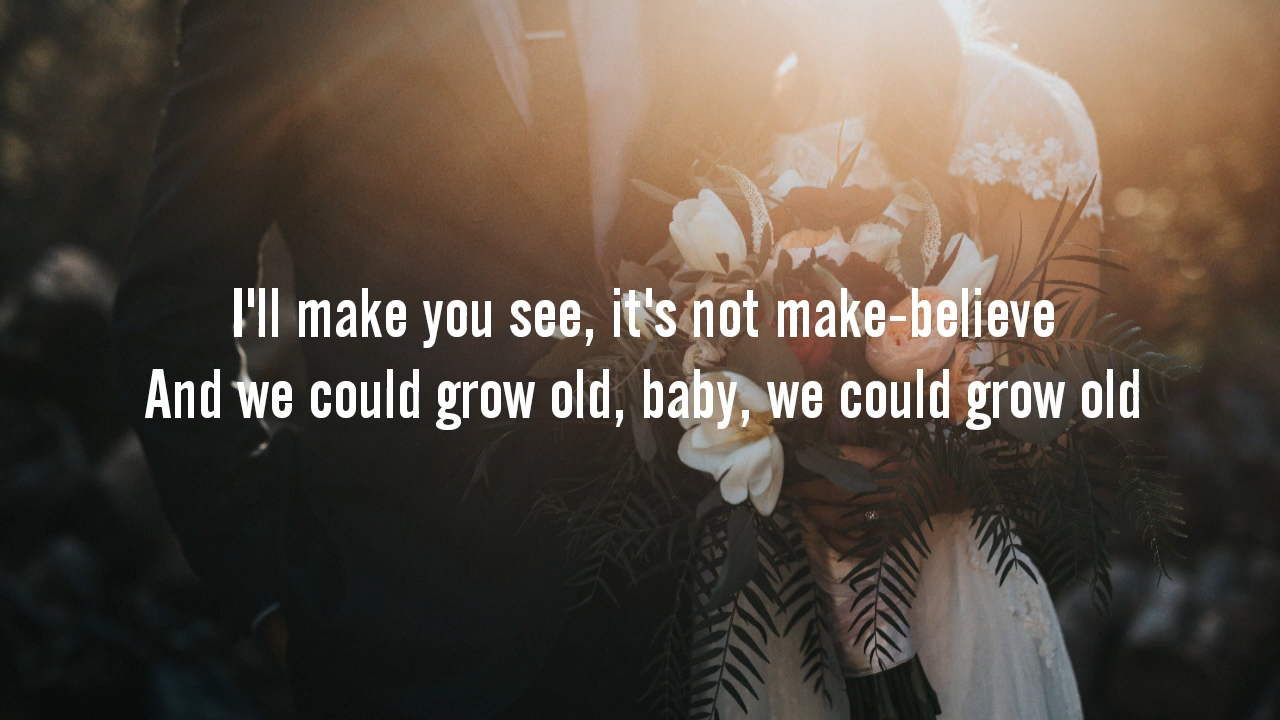 I'll make you see, it's not make-believe
And we could grow old, baby, we could grow old